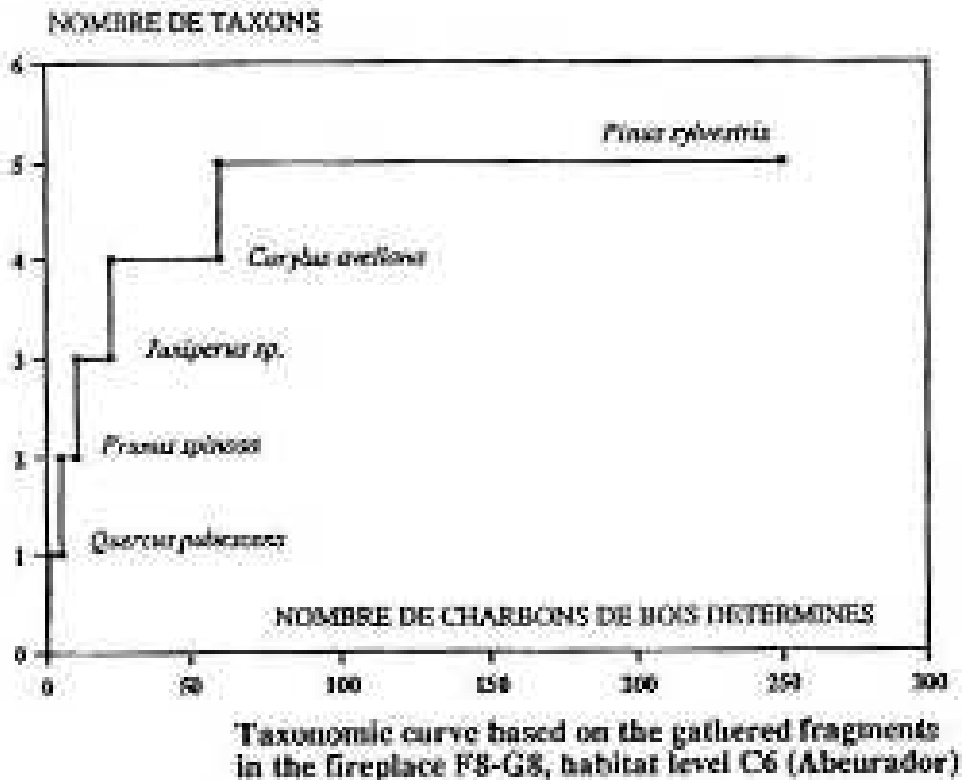 NOMBRE DE TAXONS
6
5
4
3
2
1
0
Pinus sylvestris
Corylus avellana
Juniperus sp.
Prunus spinosa
Quercus pubescens
NOMBRE DE CHARBONS DE BOIS DETERMINES
0 50 100 150 200 250 300
Taxonomic curve based on the gathered fragments
in the fireplace F8-G8, habitat level C6 (Abeurador)